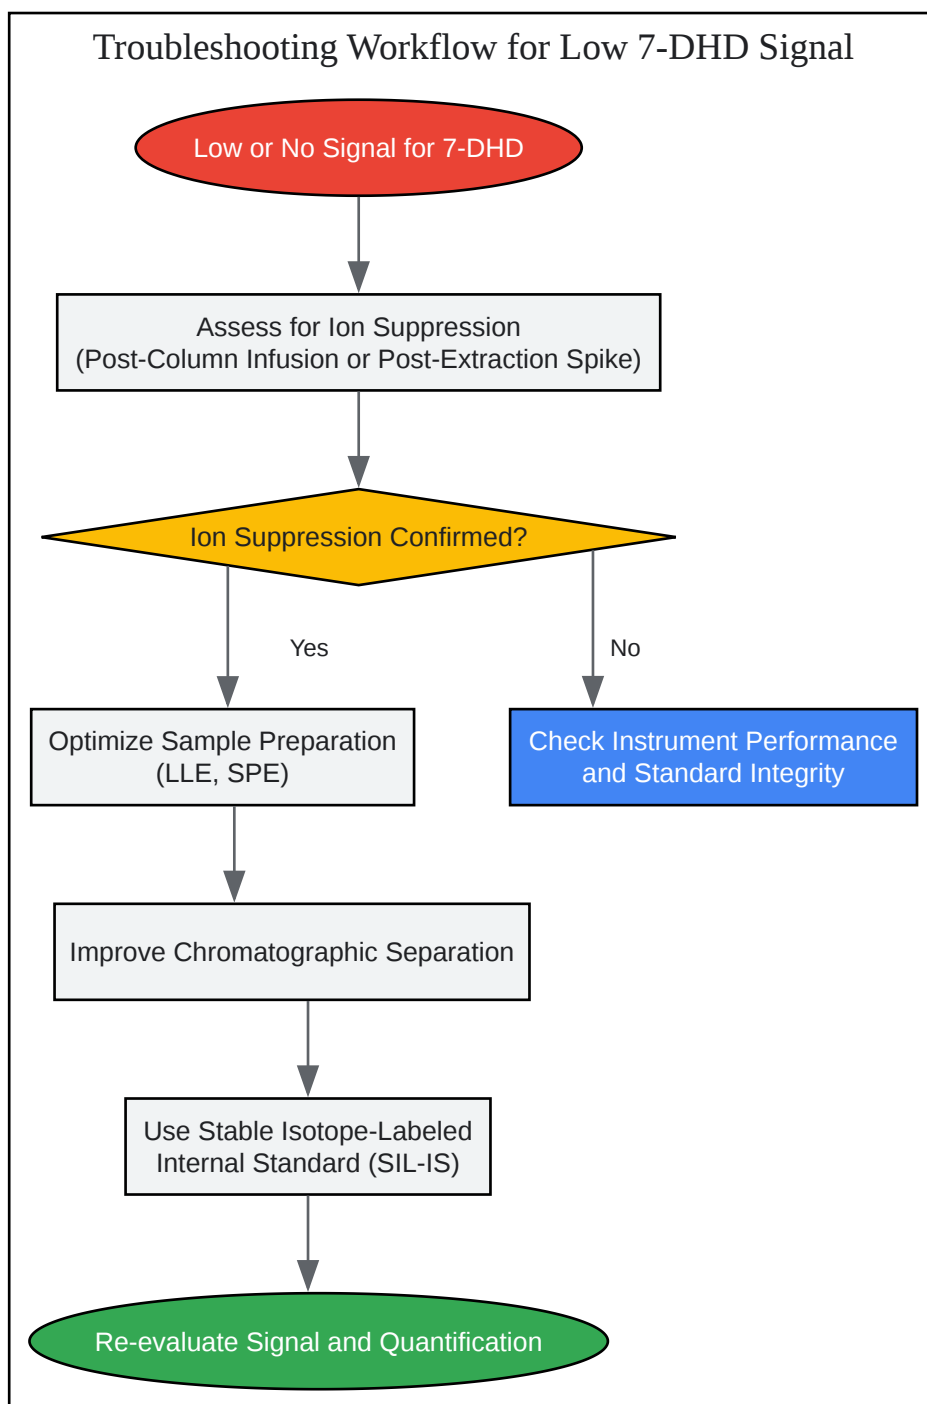 Troubleshooting Workflow for Low 7-DHD Signal
Low or No Signal for 7-DHD
Assess for Ion Suppression
(Post-Column Infusion or Post-Extraction Spike)
Ion Suppression Confirmed?
Yes
No
Optimize Sample Preparation
(LLE, SPE)
Check Instrument Performance
and Standard Integrity
Improve Chromatographic Separation
Use Stable Isotope-Labeled
Internal Standard (SIL-IS)
Re-evaluate Signal and Quantification